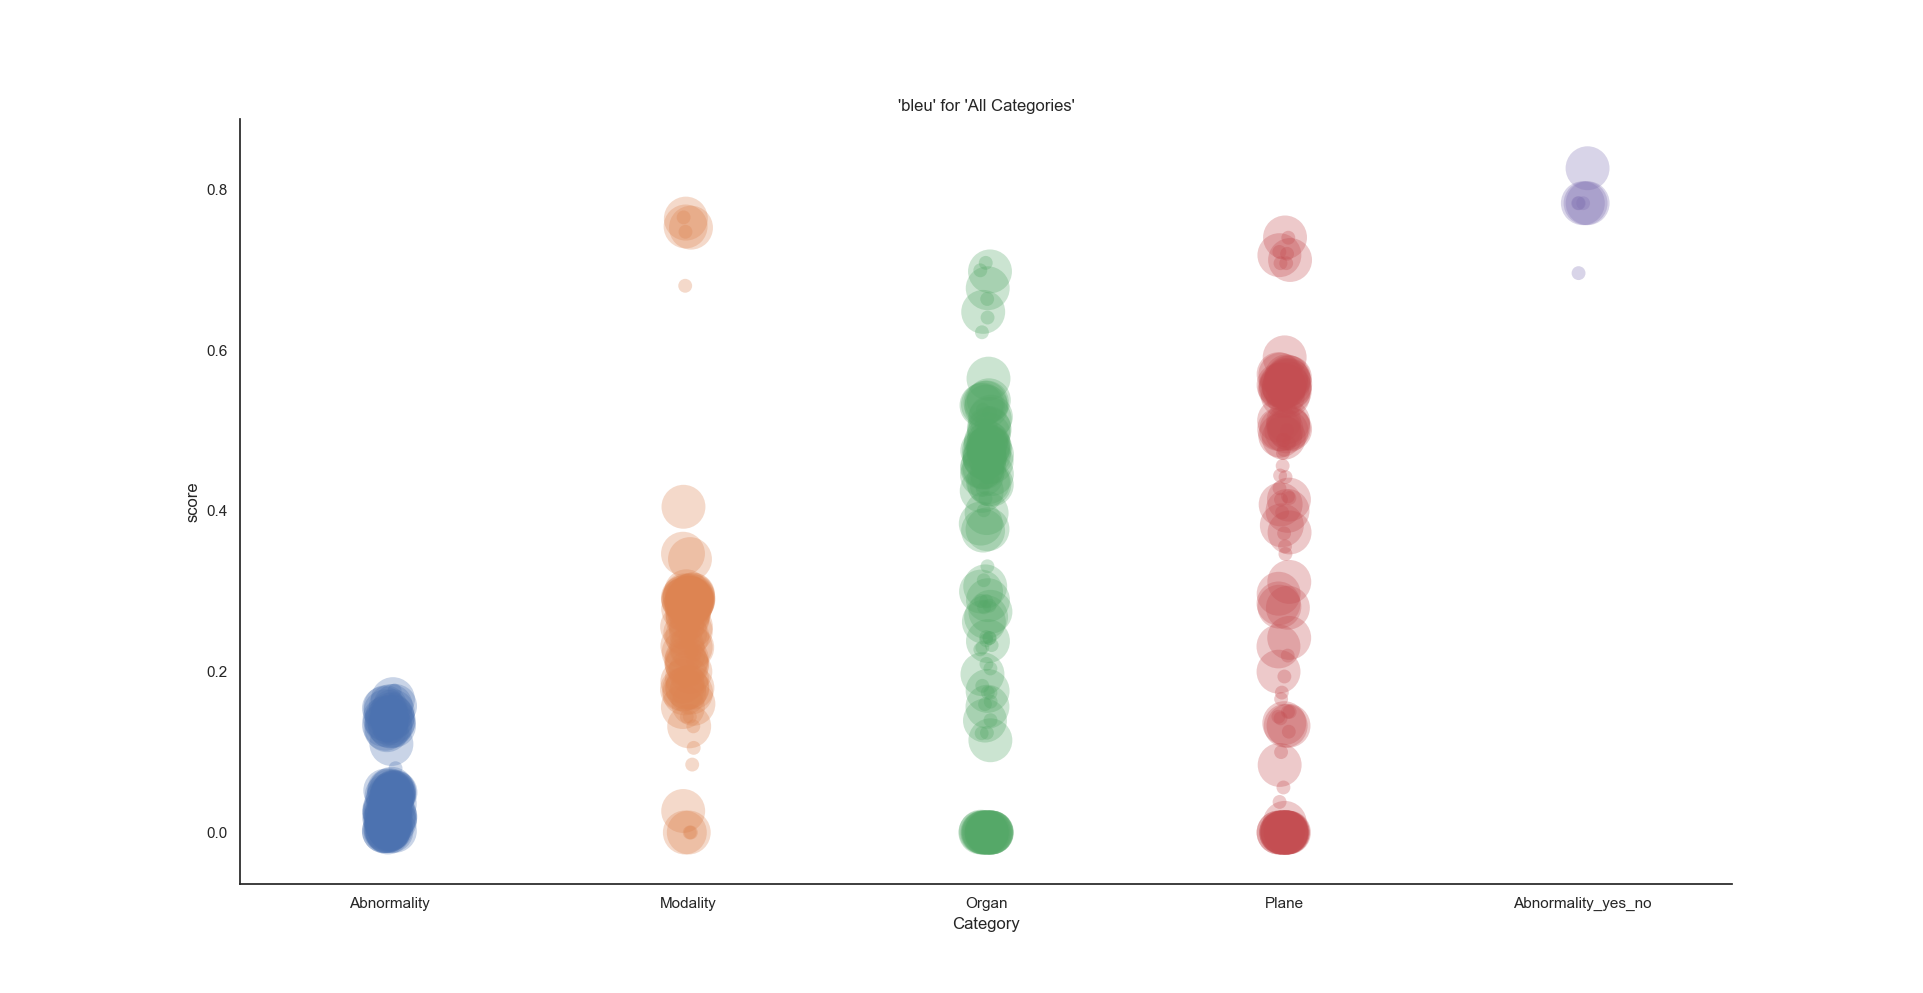 'bleu' for 'All Categories'
score
0.8
0.6
0.4
0.2
0.0
Abnormality
Modality
Organ
Plane
Abnormality_yes_no
Category